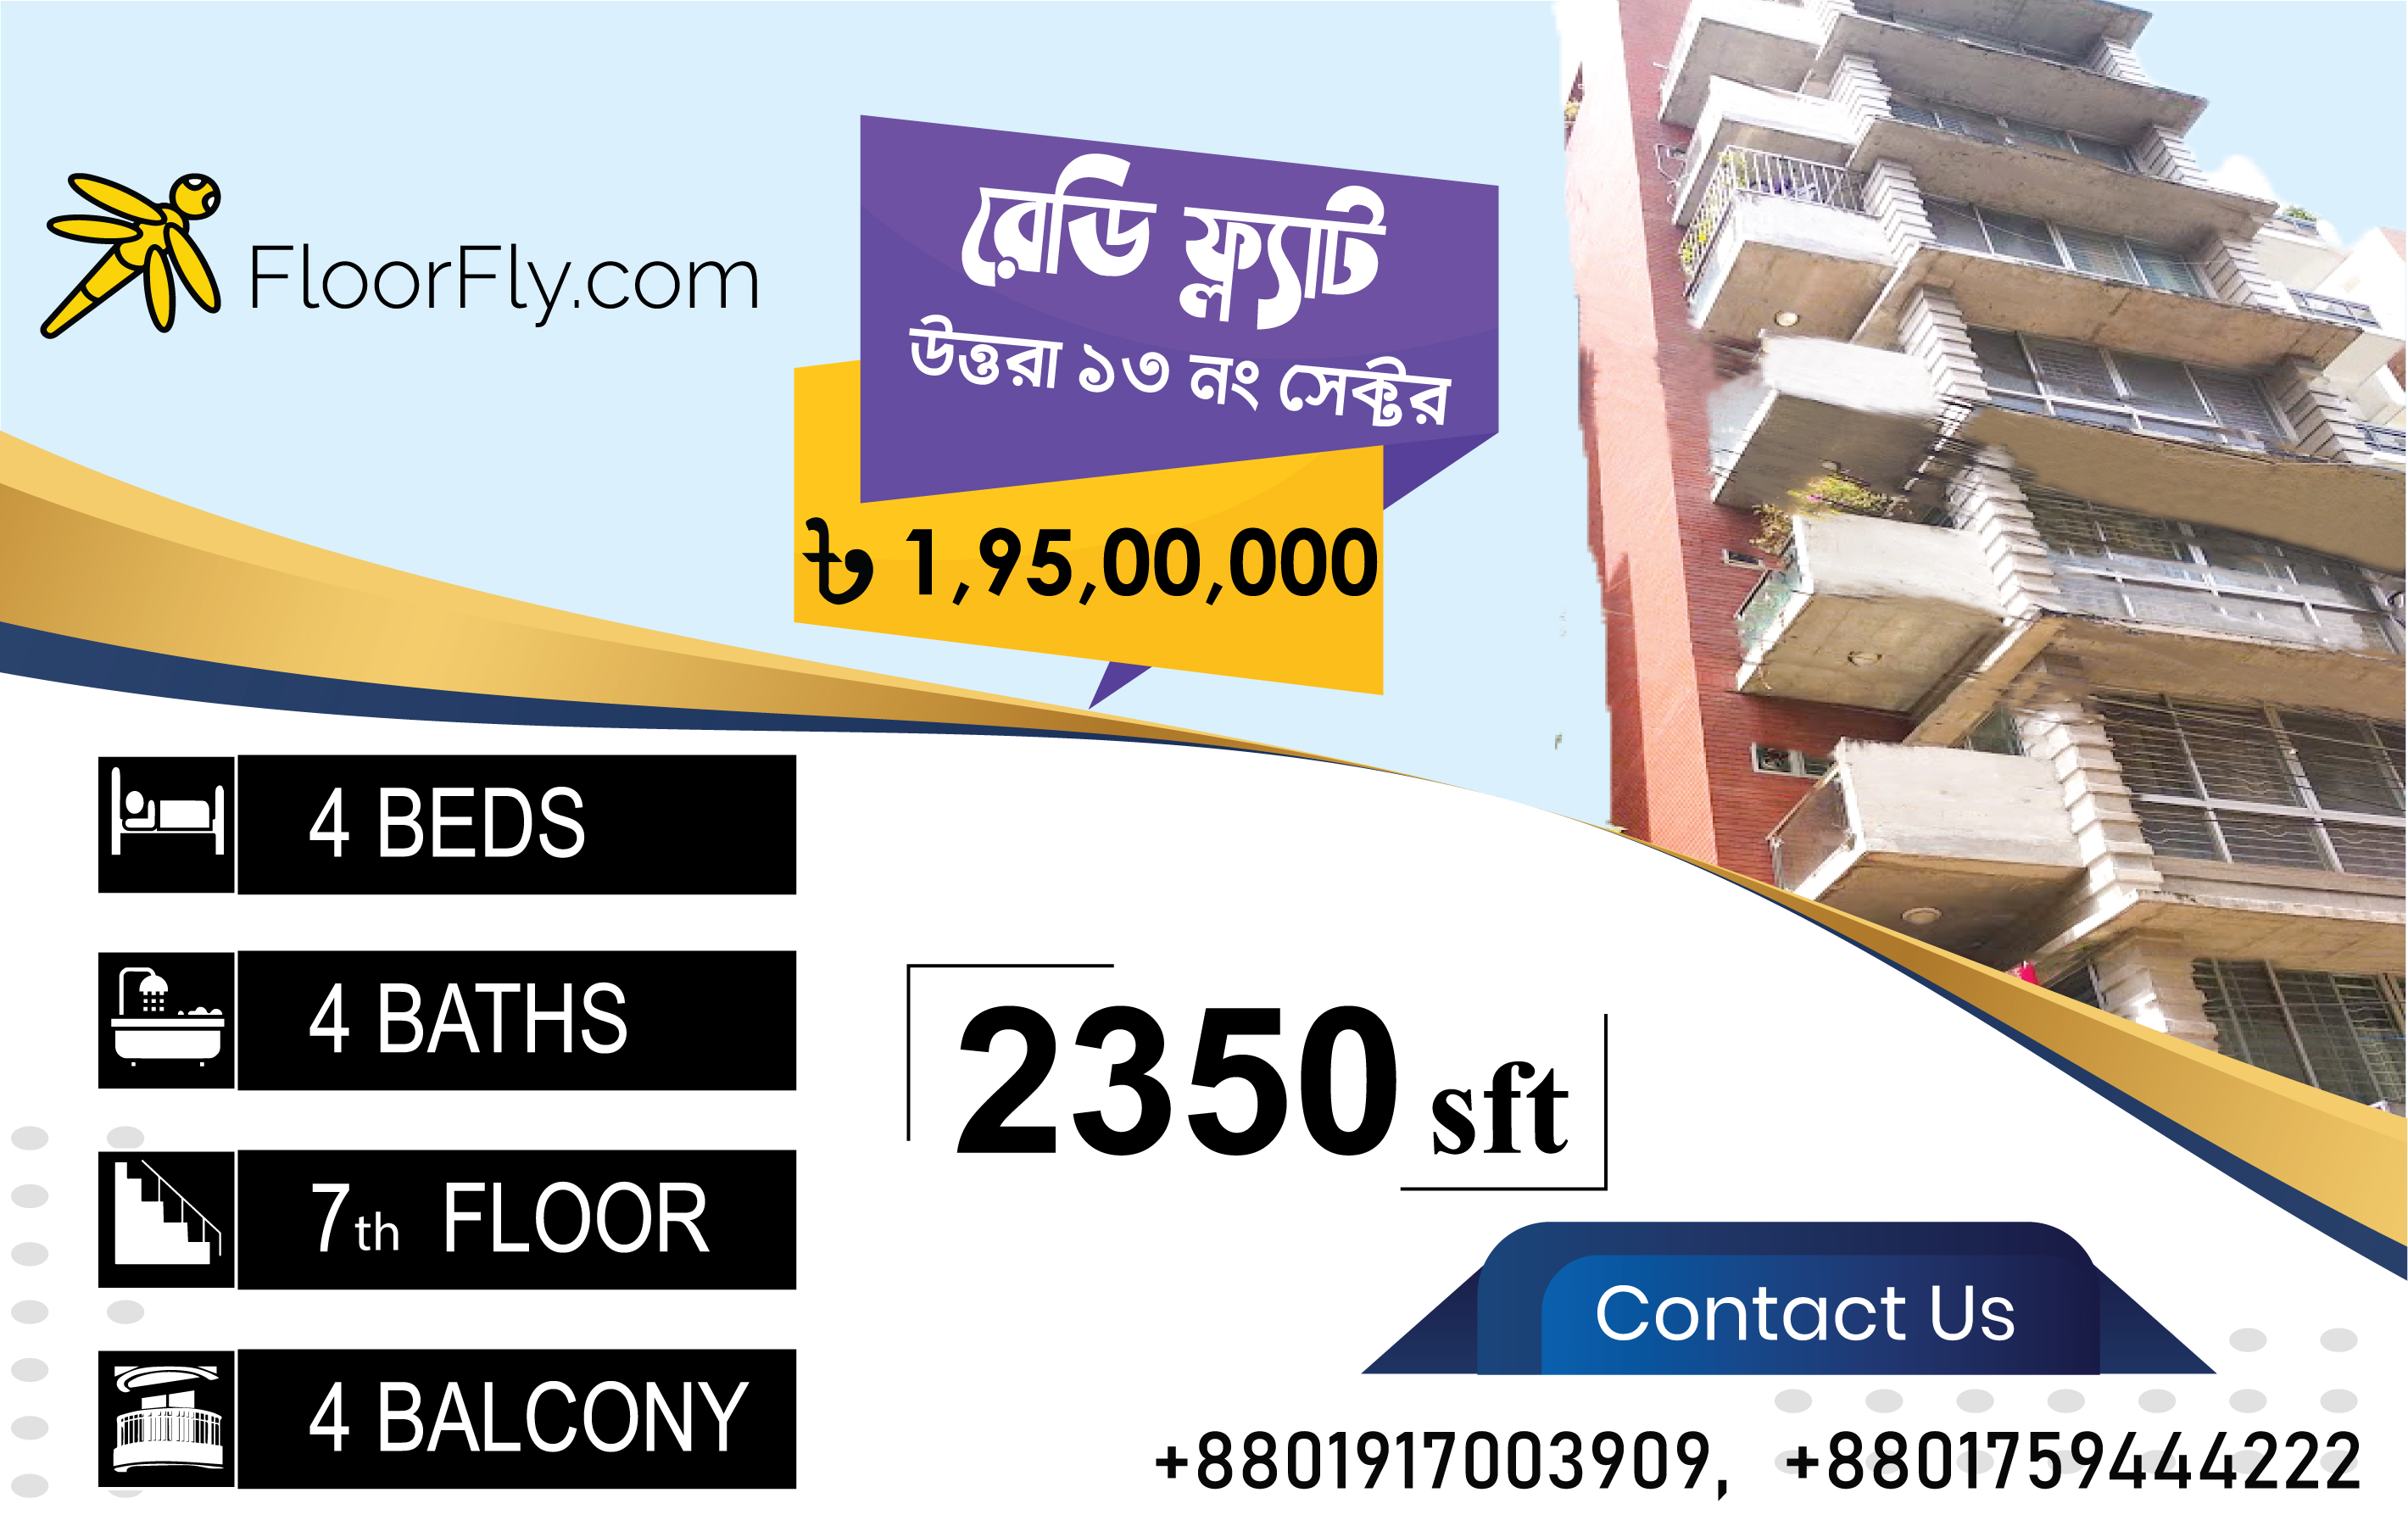 FloorFly.com
রেডি ফ্ল্যাট
উত্তরা ১৩ নং সেক্টর
৳ 1,95,00,000
4 BEDS
4 BATHS
7th FLOOR
4 BALCONY
2350 sft
Contact Us
+8801917003909, +8801759444222